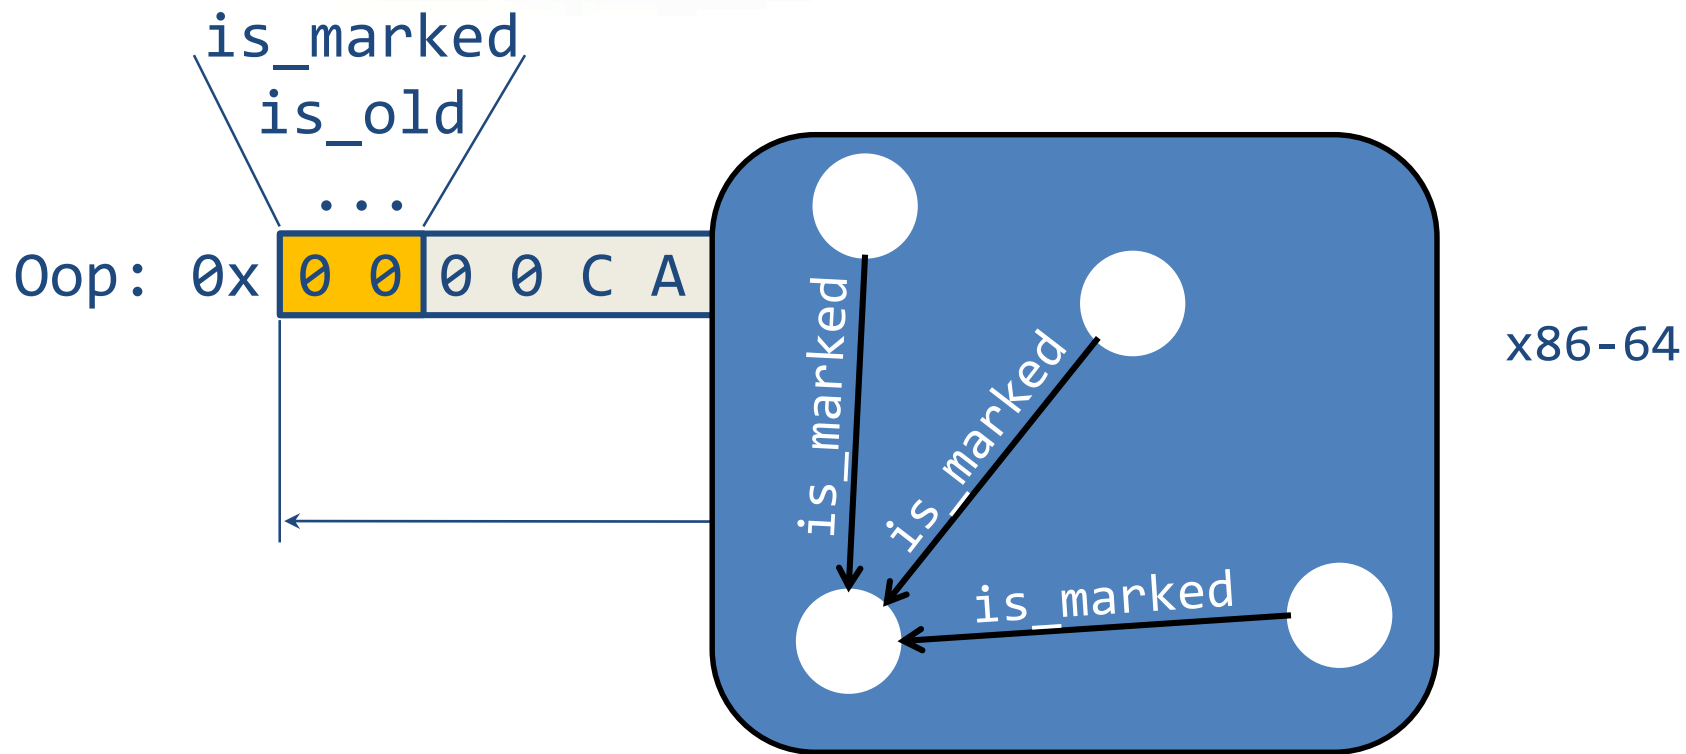 is_marked
is_old
...
Oop: 0x 0 0 0 0 C A
x86-64
is_marked
is_marked
is_marked